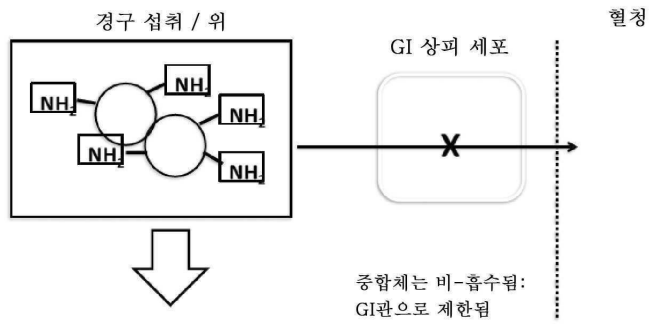 경구 섭취 / 위
혈청
GI 상피 세포
NH2
NH2
NH2
NH2
NH2
X
중합체는 비-흡수됨:
GI관으로 제한됨